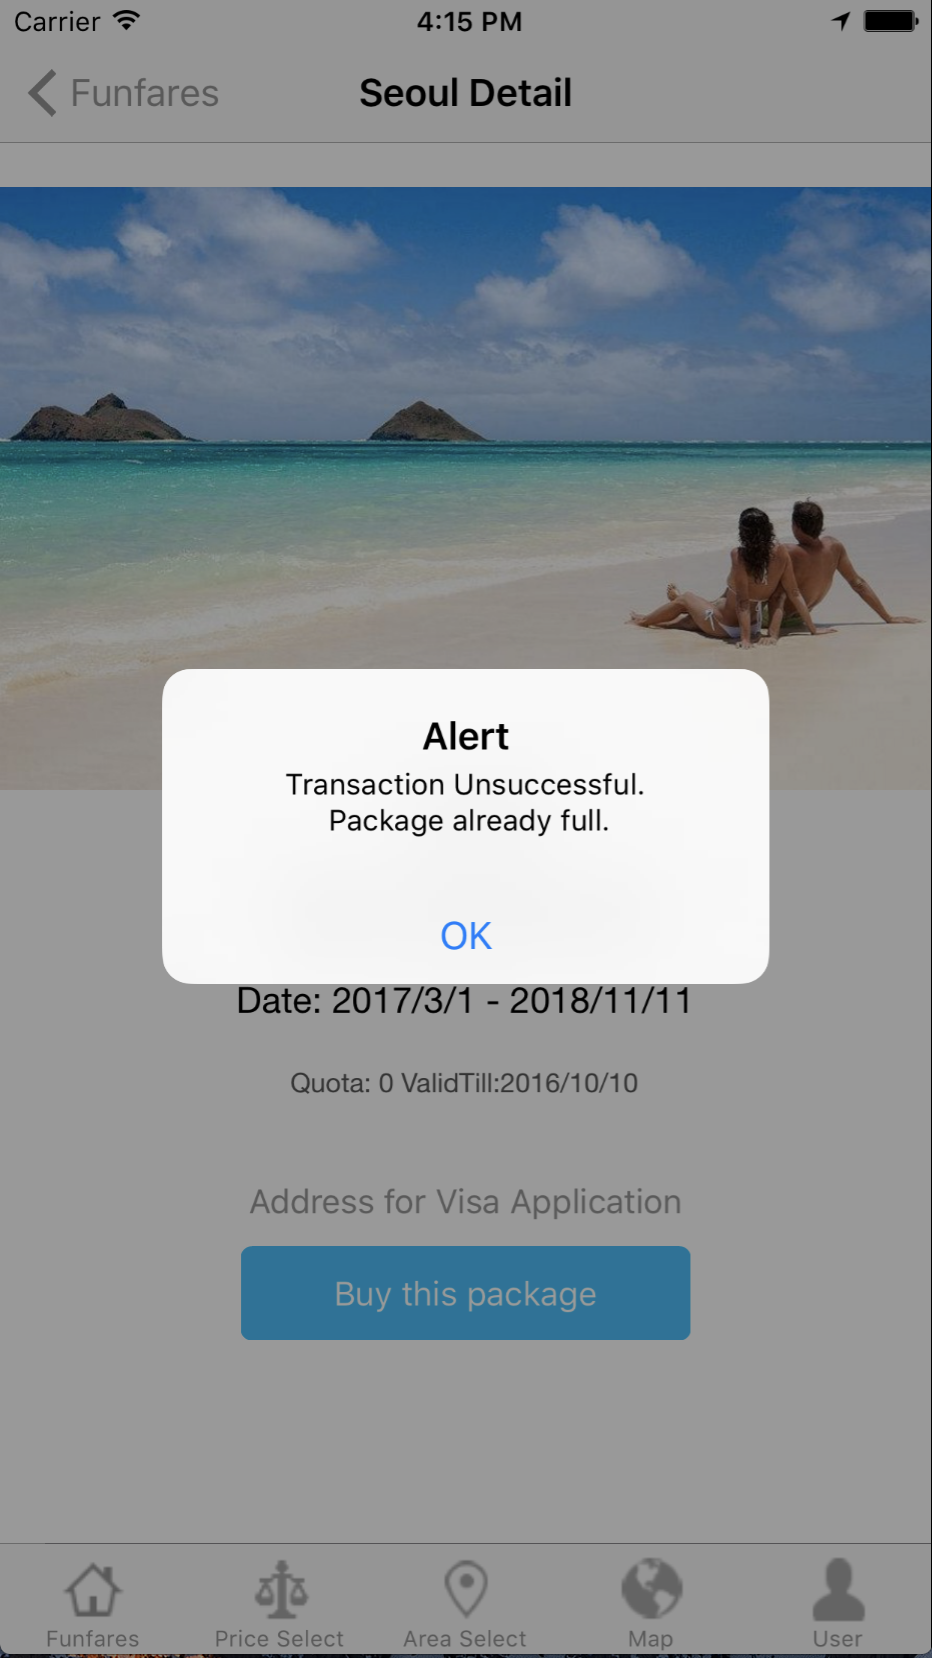 Carrier 4:15 PM
Funfares Seoul Detail
Alert
Transaction Unsuccessful.
Package already full.
OK
Date: 2017/3/1 - 2018/11/11
Quota: 0 ValidTill:2016/10/10
Address for Visa Application
Buy this package
Funfares Price Select Area Select Map User